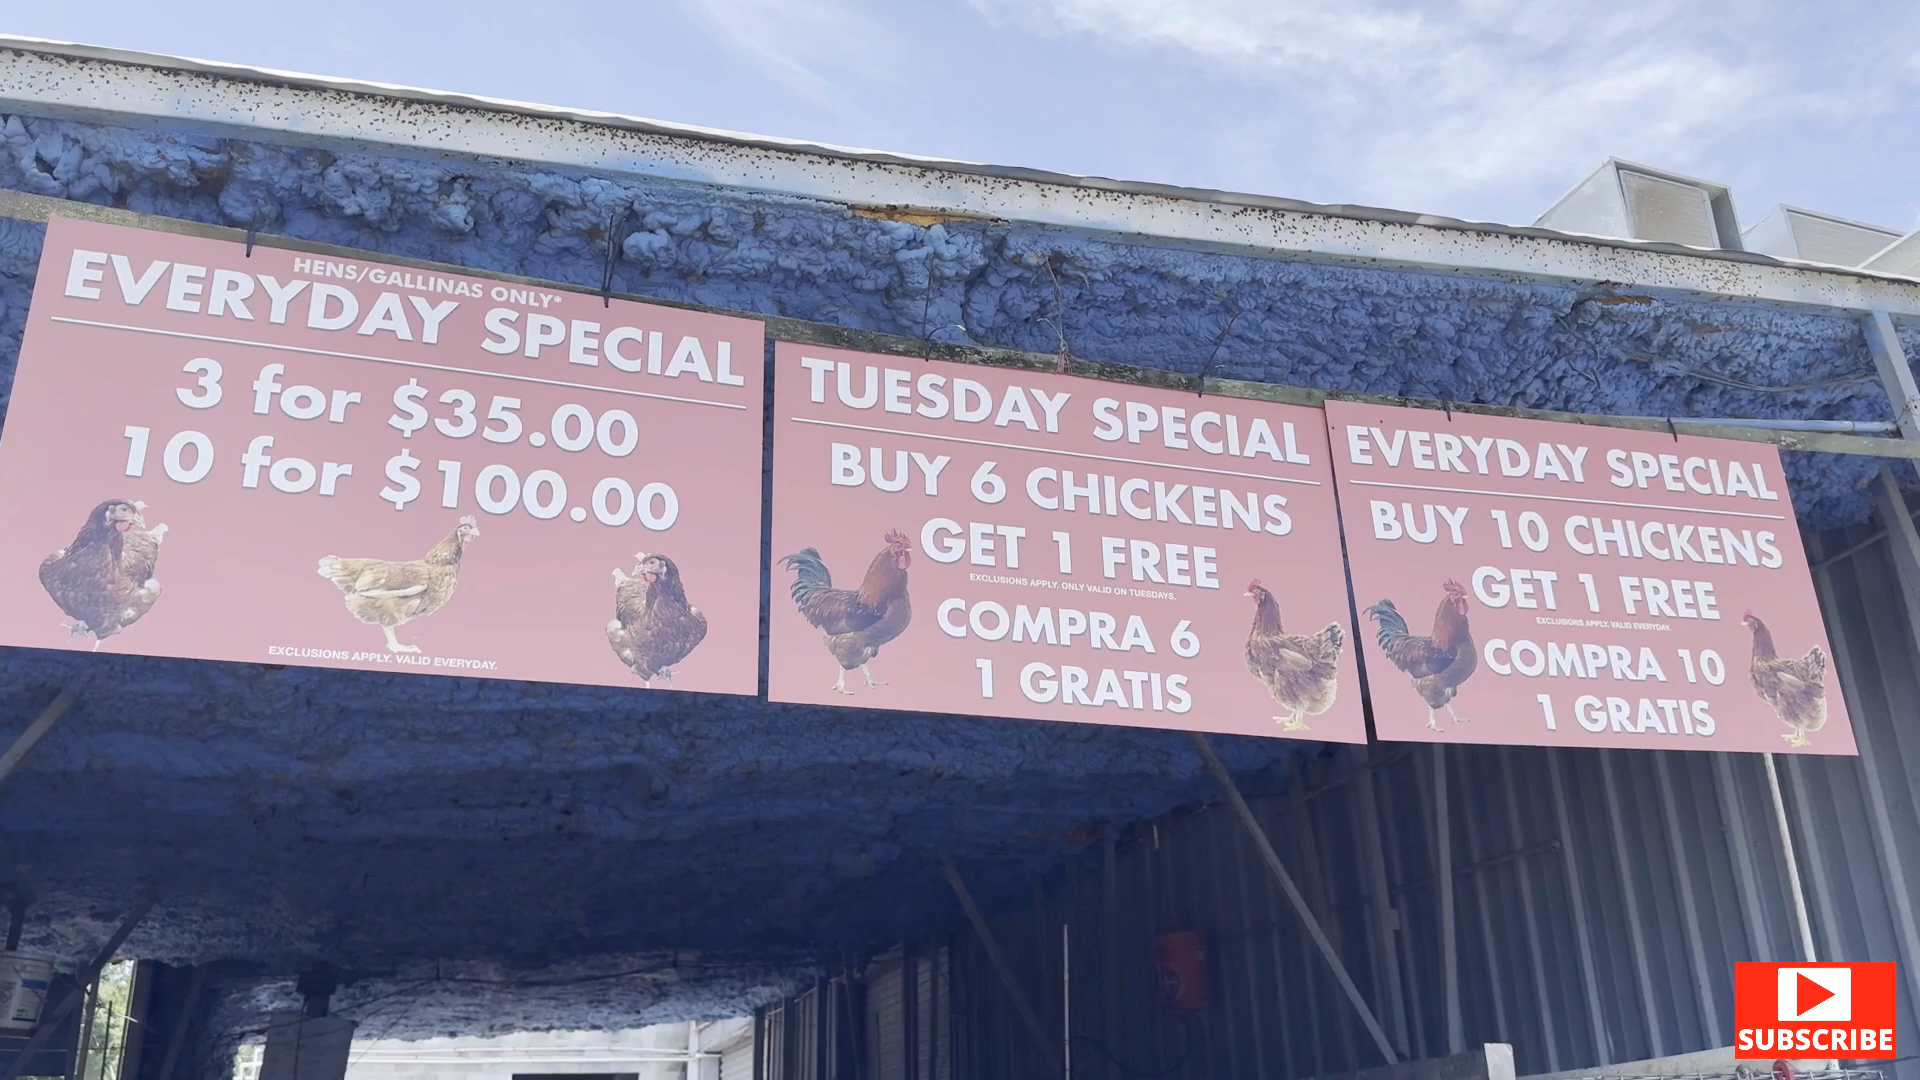 HENS/GALLINAS ONLY*
EVERYDAY SPECIAL
3 for $35.00
10 for $100.00
EXCLUSIONS APPLY. VALID EVERYDAY.
TUESDAY SPECIAL
BUY 6 CHICKENS
GET 1 FREE
EXCLUSIONS APPLY. ONLY VALID ON TUESDAYS.
COMPRA 6
1 GRATIS
EVERYDAY SPECIAL
BUY 10 CHICKENS
GET 1 FREE
EXCLUSIONS APPLY. VALID EVERYDAY.
COMPRA 10
1 GRATIS
SUBSCRIBE